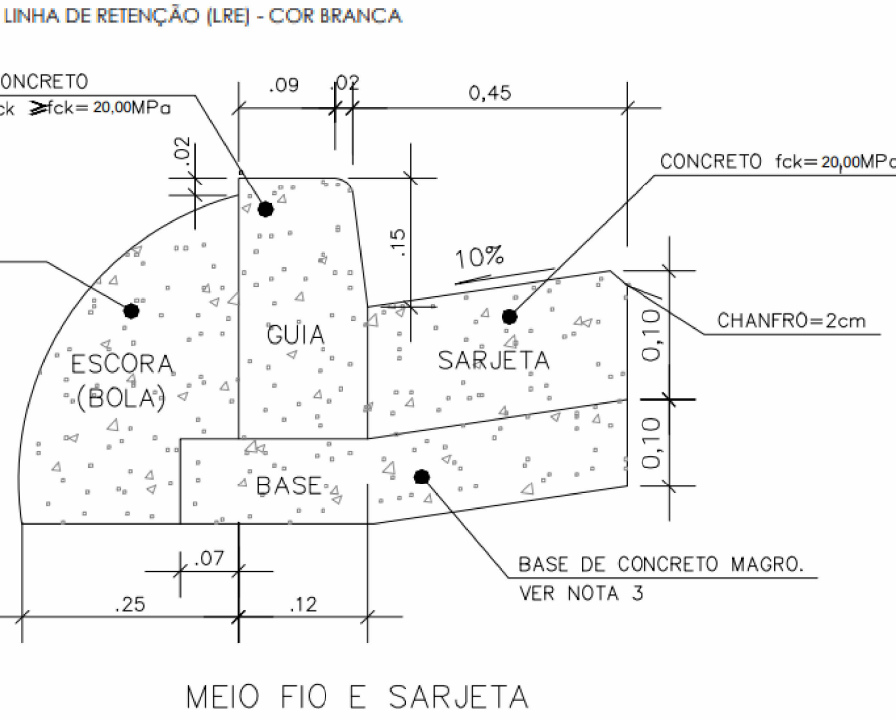 LINHA DE RETENÇÃO (LRE) - COR BRANCA
ONCRETO
ck ⩾fck= 20,00MPa
.09
.02
0,45
.02
CONCRETO fck= 20,00MPa
.15
10%
CHANFRO=2cm
GUIA
0,10
SARJETA
ESCORA
(BOLA)
0,10
BASE
BASE DE CONCRETO MAGRO.
VER NOTA 3
.07
.25
.12
MEIO FIO E SARJETA